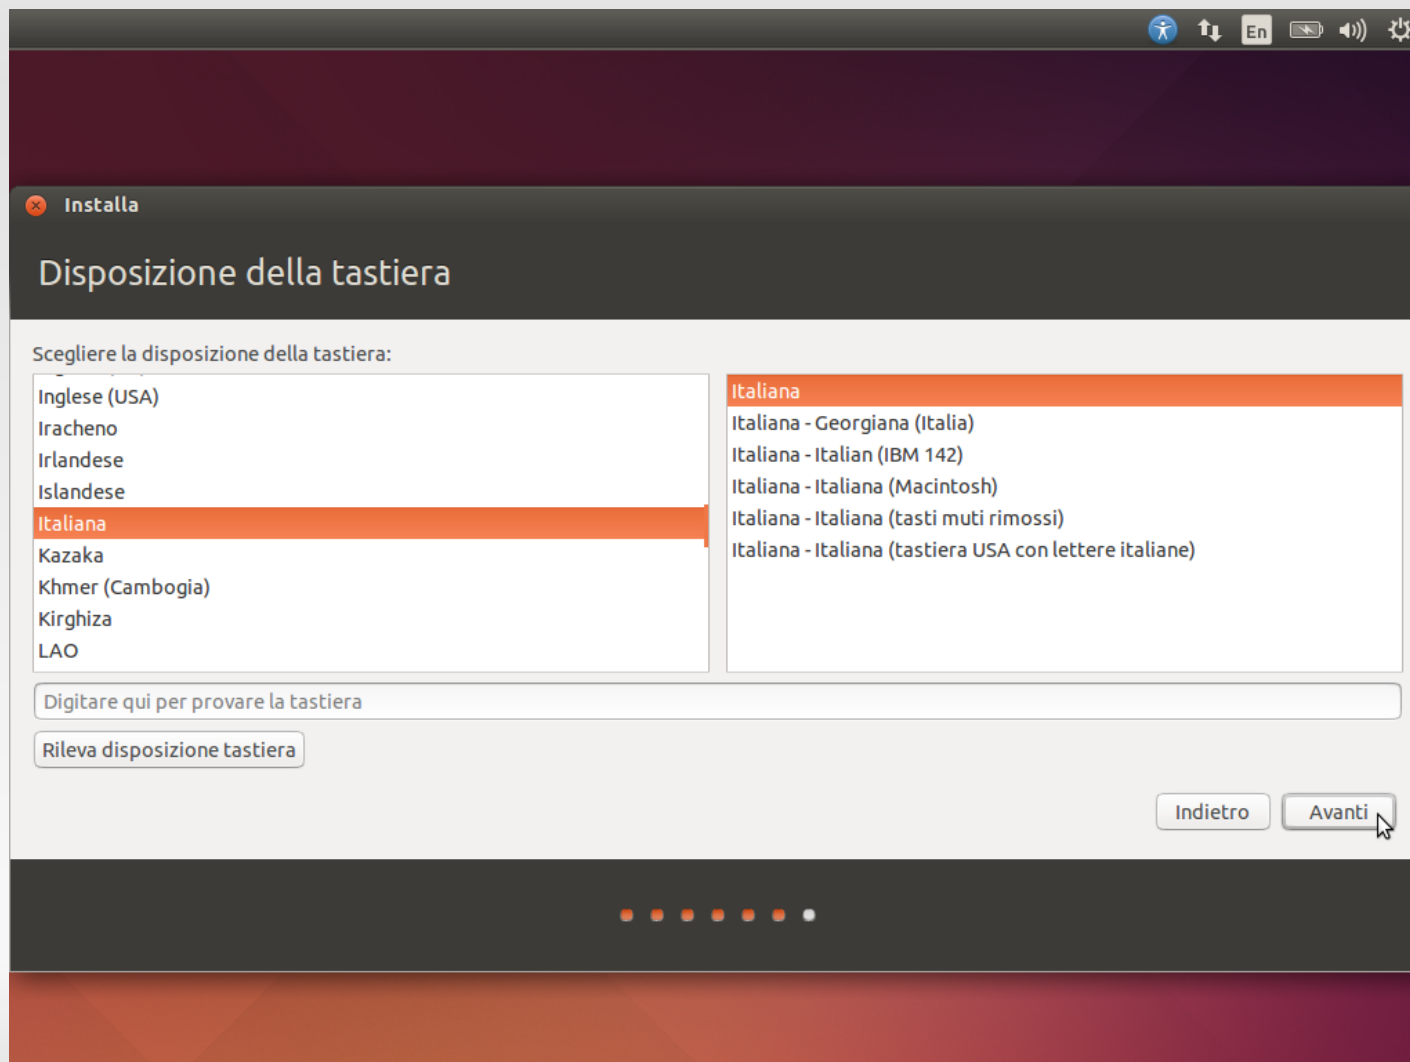 En
Installa
Disposizione della tastiera
Scegliere la disposizione della tastiera:
Inglese (USA)
Iracheno
Irlandese
Islandese
Italiana
Kazaka
Khmer (Cambogia)
Kirghiza
LAO
Italiana
Italiana - Georgiana (Italia)
Italiana - Italian (IBM 142)
Italiana - Italiana (Macintosh)
Italiana - Italiana (tasti muti rimossi)
Italiana - Italiana (tastiera USA con lettere italiane)
Digitare qui per provare la tastiera
Rileva disposizione tastiera
Indietro
Avanti